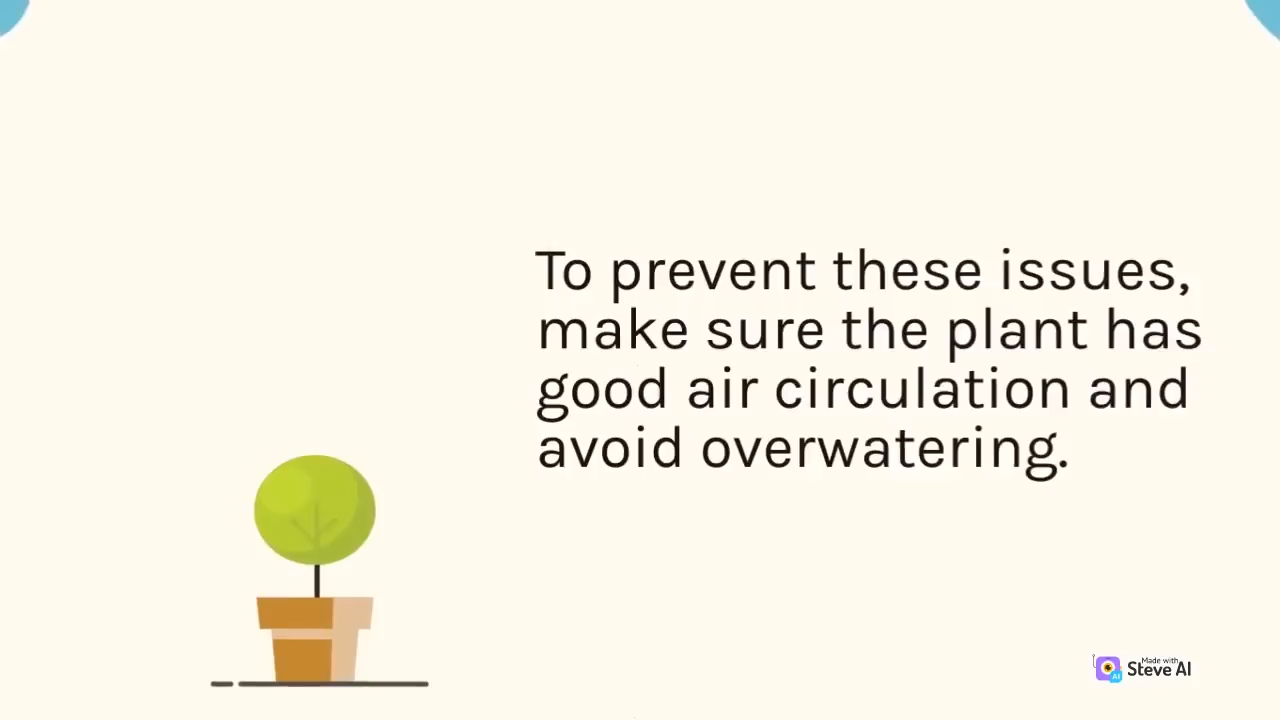 To prevent these issues,
make sure the plant has
good air circulation and
avoid overwatering.
Made with
Steve AI
AI